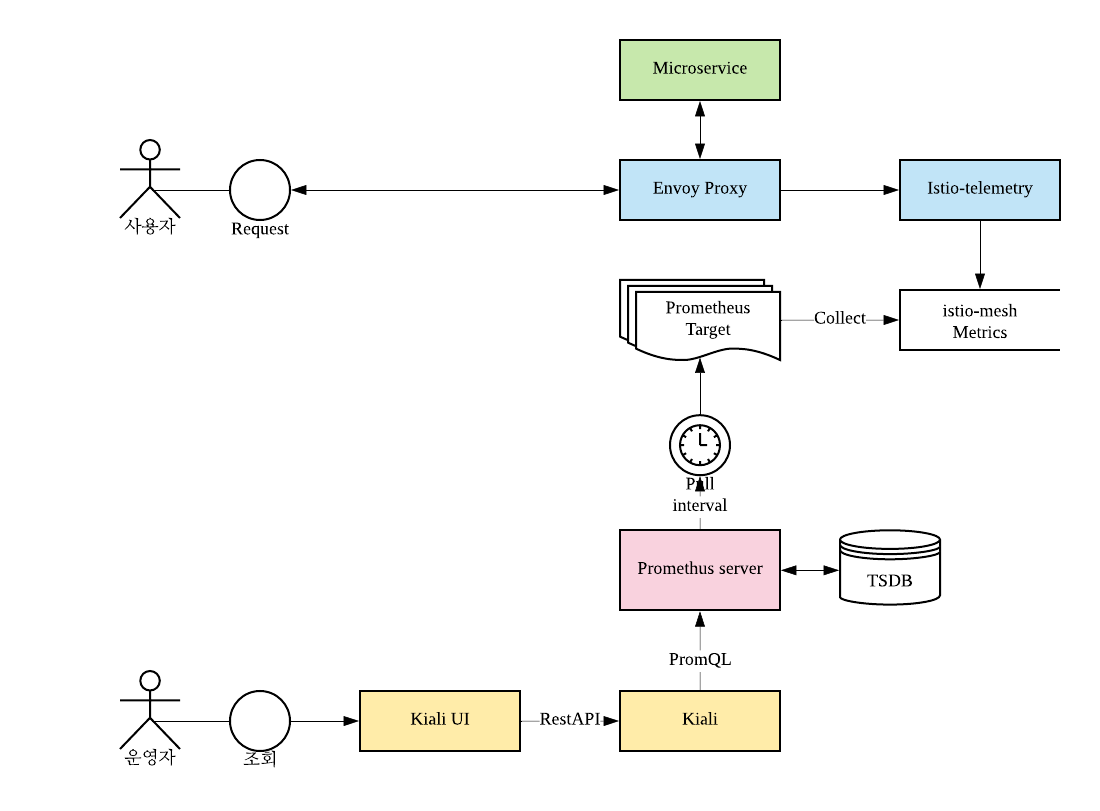 Microservice
사용자
Request
Envoy Proxy
Istio-telemetry
Prometheus
Target
Collect
istio-mesh
Metrics
Pull
interval
Promethus server
TSDB
PromQL
운영자
조회
Kiali UI
RestAPI
Kiali